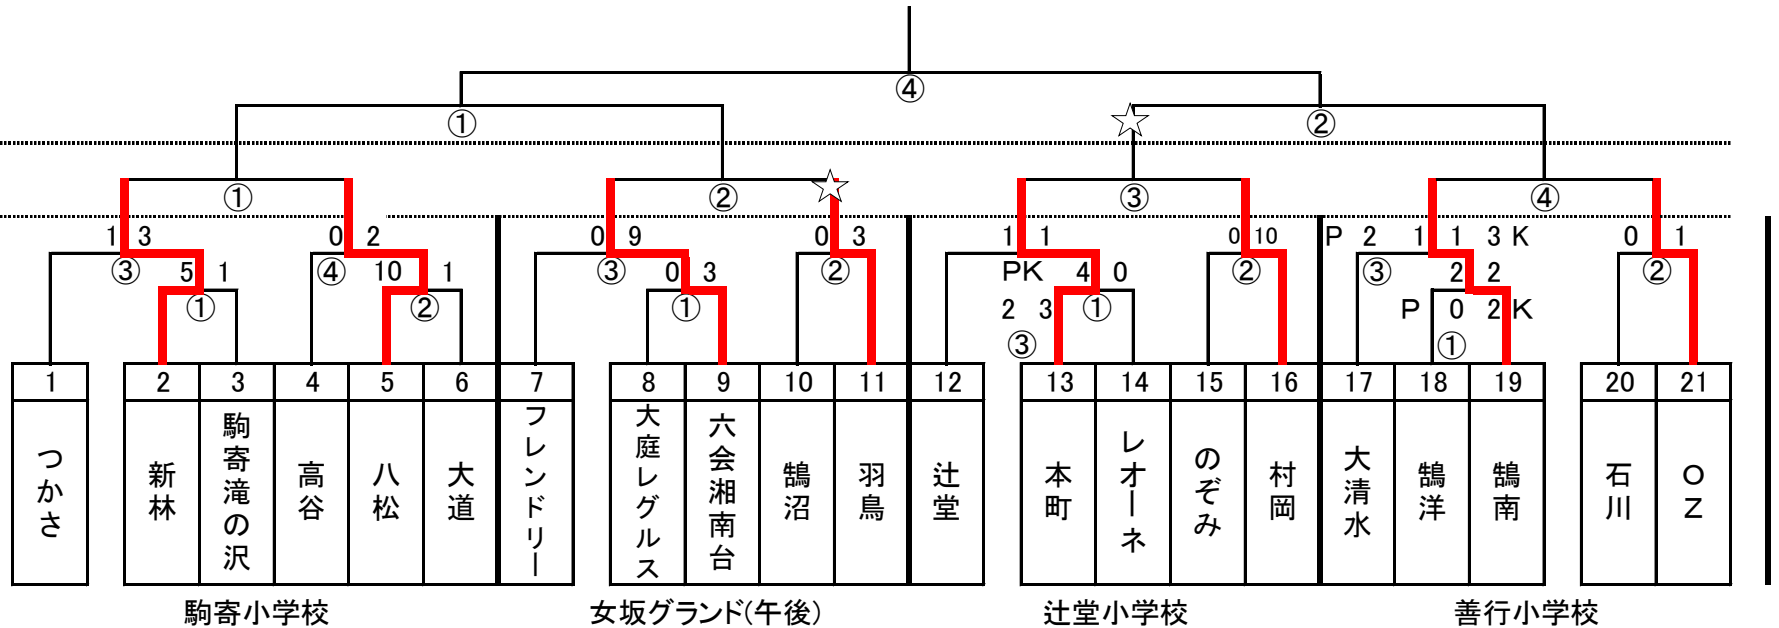 ④
① ②
① ② ③ ④
1 3 0 2 0 9 0 3 1 1 0 10 P 2 1 1 3 K 0 1
③ 5 1 ④ 10 1 ③ 0 3 ② PK 4 0 ② ③ 2 2 ②
① ② ① 2 3 ① P 0 2 K
③ ①
1 2 3 4 5 6 7 8 9 10 11 12 13 14 15 16 17 18 19 20 21
つかさ
新林
駒寄滝の沢
高谷
八松
大道
フレンドリー
大庭レグルス
六会湘南台
鵠沼
羽鳥
辻堂
本町
レオーネ
のぞみ
村岡
大清水
鵠洋
鵠南
石川
OZ
駒寄小学校 女坂グランド(午後) 辻堂小学校 善行小学校